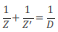 1/Z + 1/Z' = 1/D